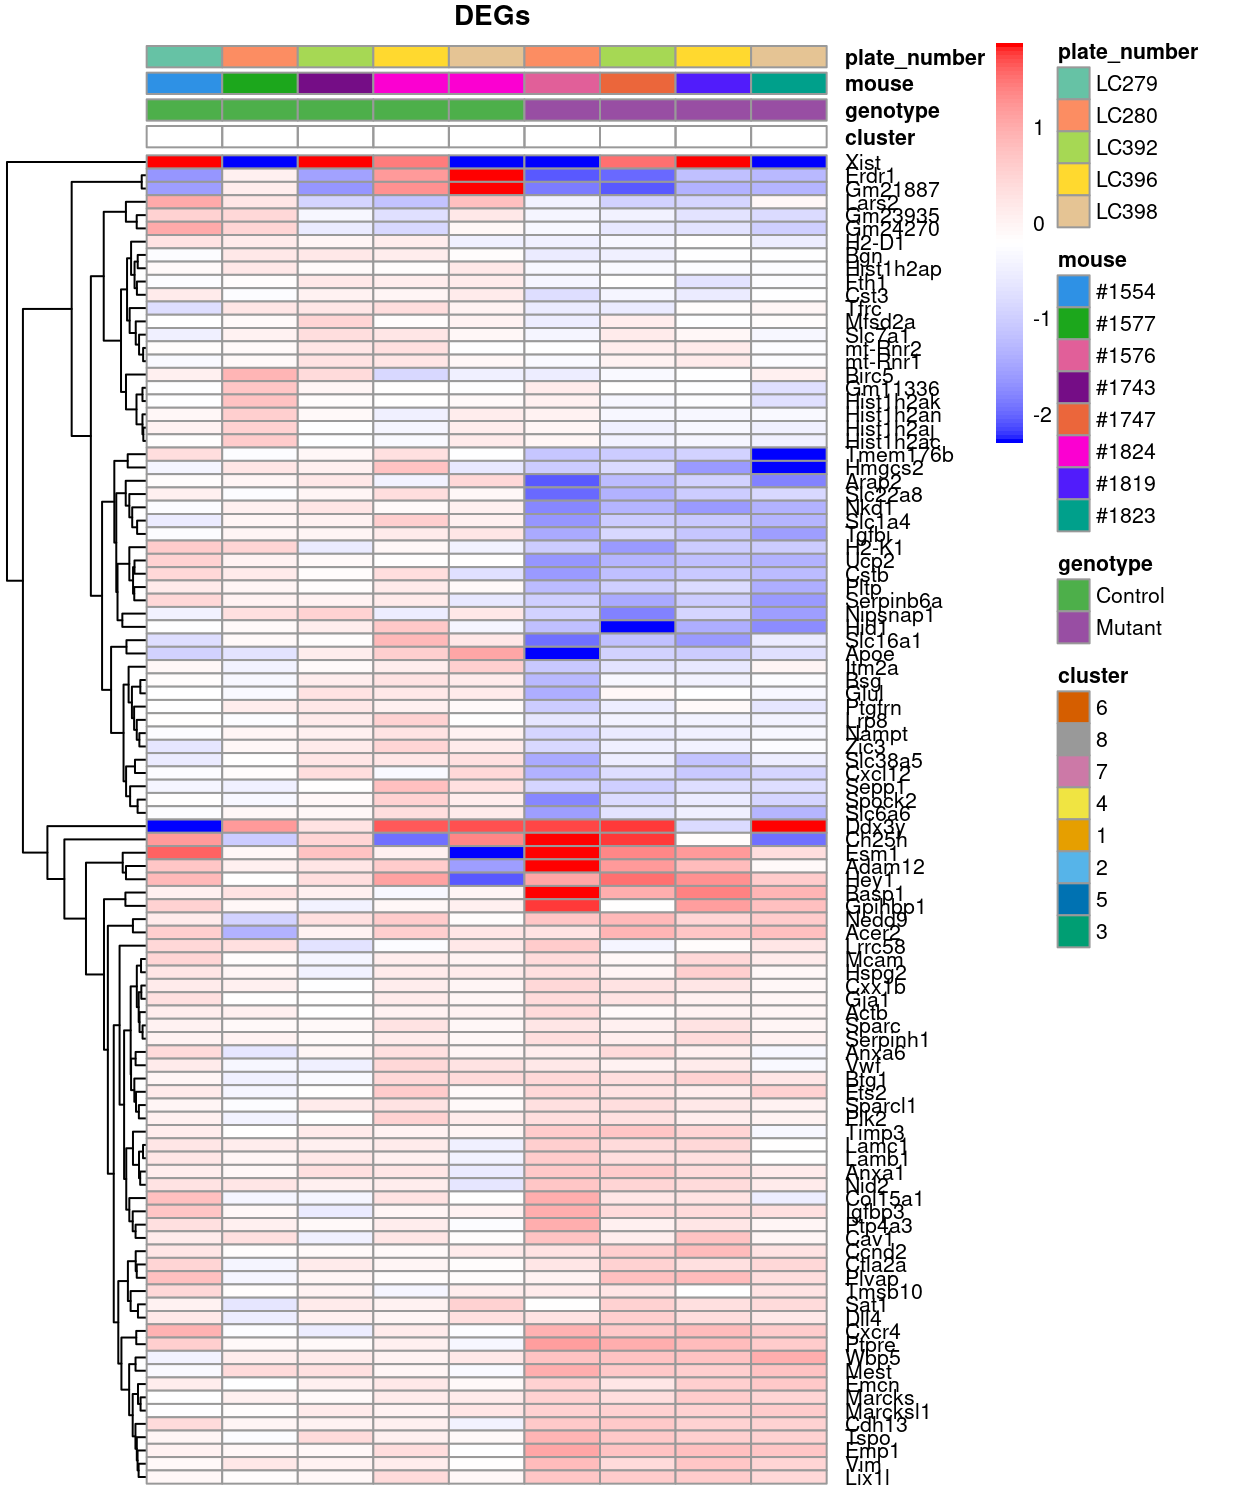 DEGs
plate_number
mouse
genotype
cluster
Xist
Erdr1
Gm21887
Lars2
Gm23935
Gm24270
H2-D1
Bgn
Hist1h2ap
Fth1
Cst3
Tfrc
Mfsd2a
Slc7a1
mt-Rnr2
mt-Rnr1
Birc5
Gm11336
Hist1h2ak
Hist1h2an
Hist1h2ai
Hist1h2ac
Tmem176b
Hmgcs2
Arap2
Slc22a8
Nkd1
Slc1a4
Tgfbi
H2-K1
Ucp2
Cstb
Pltp
Serpinb6a
Nipsnap1
Hid1
Slc16a1
Apoe
Itm2a
Bsg
Glul
Ptgfrn
Lrp8
Nampt
Zic3
Slc38a5
Cxcl12
Sepp1
Spock2
Slc6a6
Ddx3y
Ch25h
Esm1
Adam12
Hey1
Basp1
Gpihbp1
Nedd9
Acer2
Lrrc58
Mcam
Hspg2
Cxx1b
Gja1
Actb
Sparc
Serpinh1
Anxa6
Vwf
Btg1
Ets2
Sparcl1
Plk2
Timp3
Lamc1
Lamb1
Anxa1
Nid2
Col15a1
Igfbp3
Ptp4a3
Cav1
Ccnd2
Cfla2a
Plvap
Tmsb10
Sat1
Dll4
Cxcr4
Ptpre
Wbp5
Mest
Emcn
Marcks
Marcksl1
Cdh13
Tspo
Emp1
Vim
Lix1l
1
0
-1
-2
plate_number
LC279
LC280
LC392
LC396
LC398
mouse
#1554
#1577
#1576
#1743
#1747
#1824
#1819
#1823
genotype
Control
Mutant
cluster
6
8
7
4
1
2
5
3